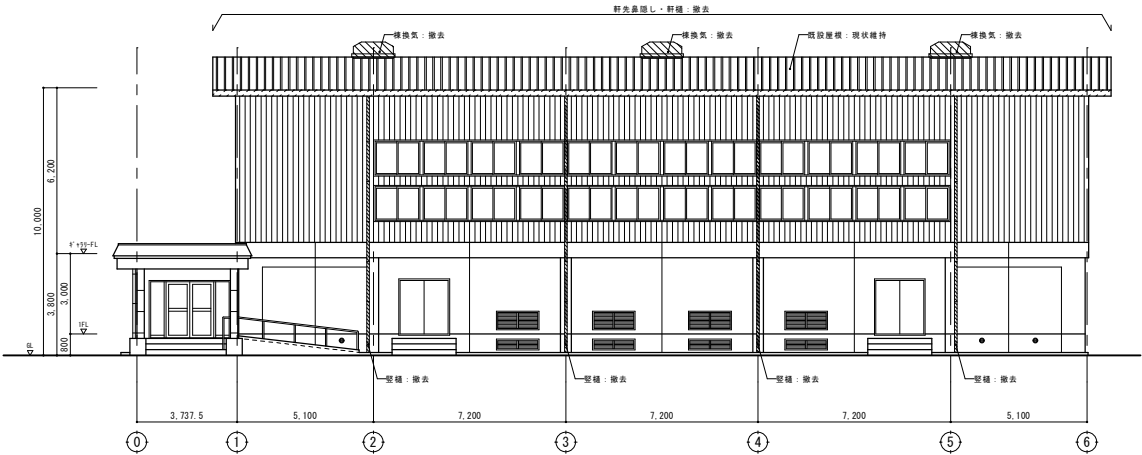 軒先鼻隠し・軒樋：撤去
棟換気：撤去
棟換気：撤去
既設屋根：現状維持
棟換気：撤去
6,200
10,000
ｷﾞｬﾗﾘｰFL
3,000
3,800
1FL
800
竪樋：撤去
竪樋：撤去
竪樋：撤去
竪樋：撤去
3,737.5
5,100
7,200
7,200
7,200
5,100
0
1
2
3
4
5
6